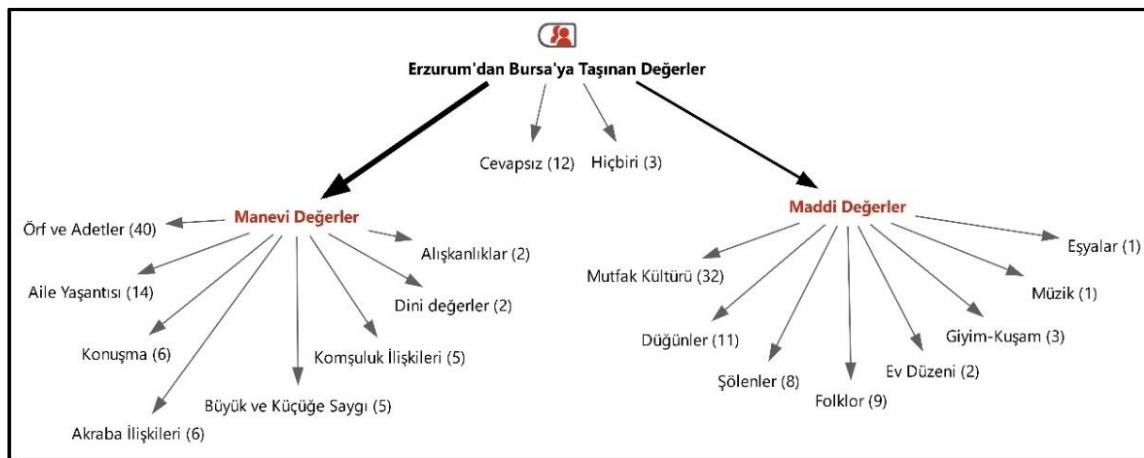 Erzurum'dan Bursa'ya Taşınan Değerler
Cevapsız (12)
Hiçbiri (3)
Manevi Değerler
Örf ve Adetler (40)
Aile Yaşantısı (14)
Konuşma (6)
Akraba İlişkileri (6)
Büyük ve Küçüğe Saygı (5)
Komşuluk İlişkileri (5)
Dini değerler (2)
Alışkanlıklar (2)
Maddi Değerler
Mutfak Kültürü (32)
Düğünler (11)
Şölenler (8)
Folklor (9)
Ev Düzeni (2)
Giyim-Kuşam (3)
Müzik (1)
Eşyalar (1)